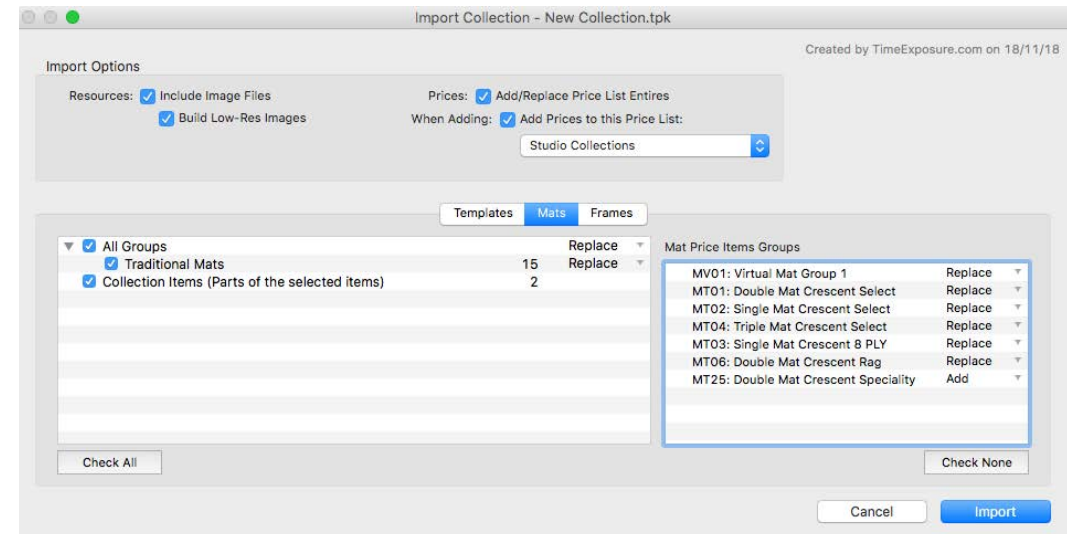 Import Collection - New Collection.tpk
Created by TimeExposure.com on 18/11/18
Import Options
Resources: Include Image Files Prices: Add/Replace Price List Entires
Build Low-Res Images When Adding: Add Prices to this Price List:
Studio Collections
Templates Mats Frames
All Groups Replace
Traditional Mats 15 Replace
Collection Items (Parts of the selected items) 2
Mat Price Items Groups
MV01: Virtual Mat Group 1 Replace
MT01: Double Mat Crescent Select Replace
MT02: Single Mat Crescent Select Replace
MT04: Triple Mat Crescent Select Replace
MT03: Single Mat Crescent 8 PLY Replace
MT06: Double Mat Crescent Rag Replace
MT25: Double Mat Crescent Speciality Add
Check All Check None
Cancel Import